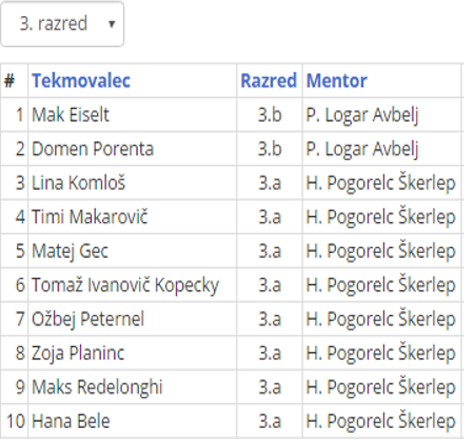 3. razred
# Tekmovalec Razred Mentor
1 Mak Eiselt 3.b P. Logar Avbelj
2 Domen Porenta 3.b P. Logar Avbelj
3 Lina Komloš 3.a H. Pogorelc Škerlep
4 Timi Makarovič 3.a H. Pogorelc Škerlep
5 Matej Gec 3.a H. Pogorelc Škerlep
6 Tomaž Ivanovič Kopecky 3.a H. Pogorelc Škerlep
7 Ožbej Peternel 3.a H. Pogorelc Škerlep
8 Zoja Planinc 3.a H. Pogorelc Škerlep
9 Maks Redelonghi 3.a H. Pogorelc Škerlep
10 Hana Bele 3.a H. Pogorelc Škerlep